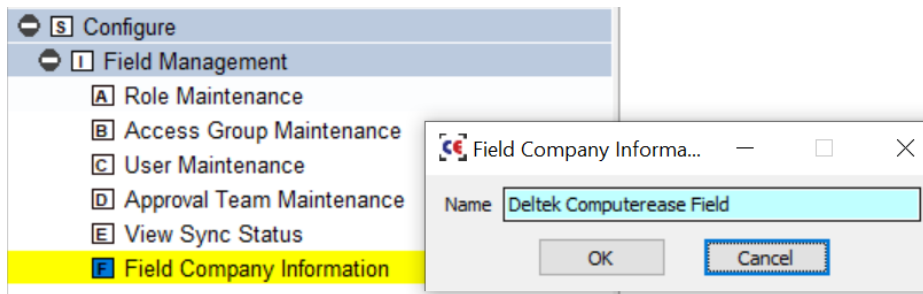 S Configure
I Field Management
A Role Maintenance
B Access Group Maintenance
C User Maintenance
D Approval Team Maintenance
E View Sync Status
F Field Company Information
CE Field Company Informa...
Name Deltek Computerease Field
OK Cancel